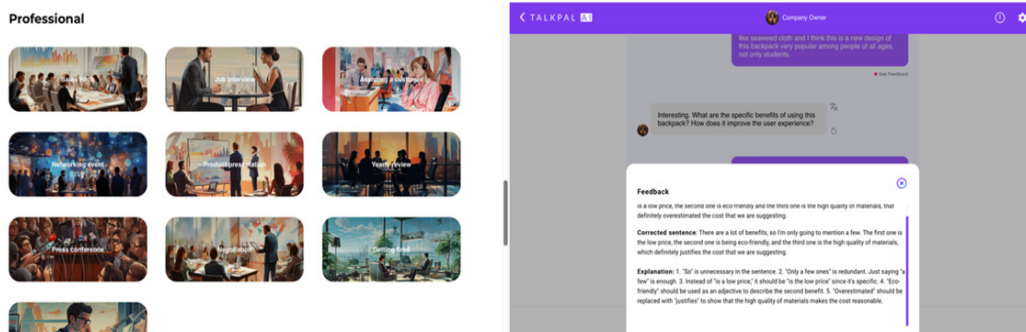 Professional
Sales Pitch
Job interview
Assisting a customer
Networking event
Product presentation
Yearly review
Press conference
Negotiation
Getting fired
TALKPAL AI
Company Owner
like seaweed cloth and I think this is a new design of
this backpack very popular among people of all ages,
not only students.
See Feedback
Interesting. What are the specific benefits of using this
backpack? How does it improve the user experience?
Feedback
is a low price, the second one is eco-friendly and the third one is the high quality of materials, that
definitely overestimated the cost that we are suggesting.
Corrected sentence: There are a lot of benefits, so I'm only going to mention a few. The first one is
the low price, the second one is being eco-friendly, and the third one is the high quality of materials,
which definitely justifies the cost that we are suggesting.
Explanation: 1. "So" is unnecessary in the sentence. 2. "Only a few ones" is redundant. Just saying "a
few" is enough. 3. Instead of "is a low price," it should be "is the low price" since it's specific. 4. "Eco-
friendly" should be used as an adjective to describe the second benefit. 5. "Overestimated" should be
replaced with "justifies" to show that the high quality of materials makes the cost reasonable.